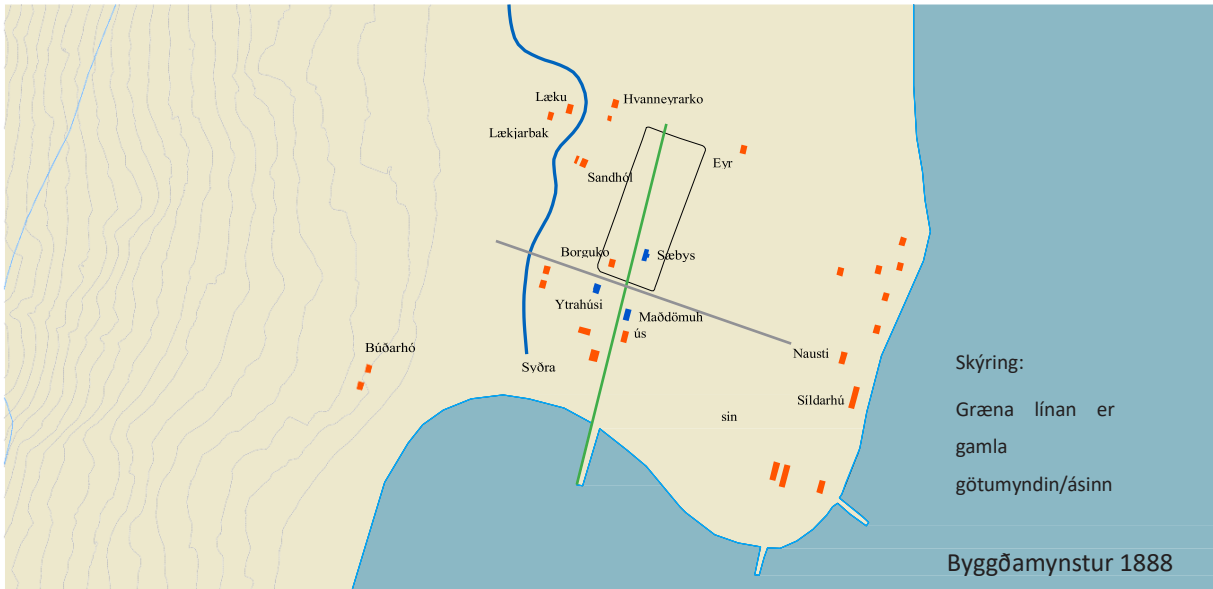 Læku
Hvanneyrarko
Lækjarbak
Eyr
Sandhól
Borguko
Sæbys
Ytrahúsi
Maðdömuh
ús
Búðarhó
Syðra
Nausti
Síldarhú
sin
Skýring:
Græna línan er
gamla
götumyndin/ásinn
Byggðamynstur 1888